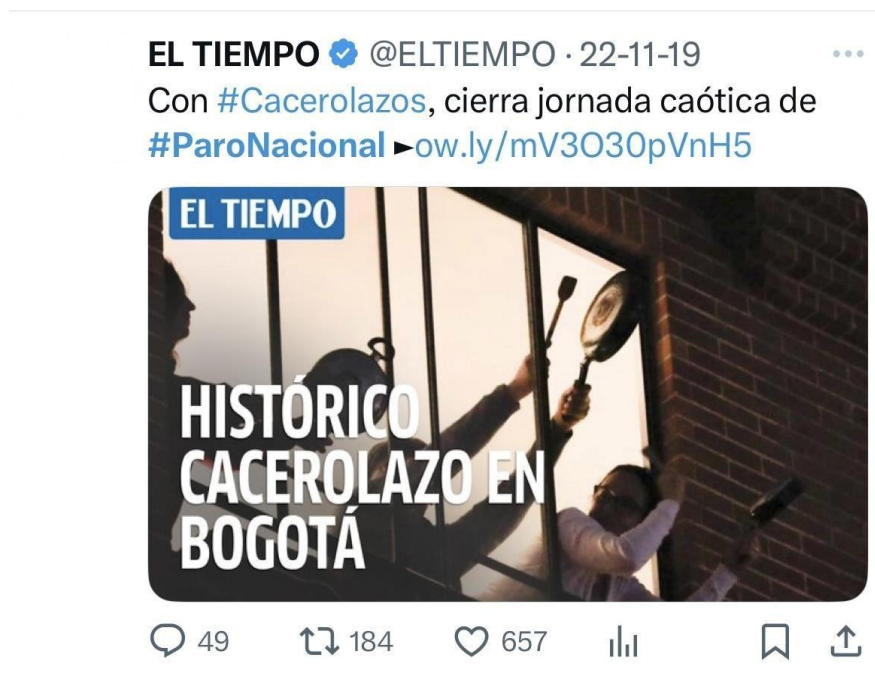 EL TIEMPO @ELTIEMPO · 22-11-19
Con #Cacerolazos, cierra jornada caótica de
#ParoNacional ►ow.ly/mV3O30pVnH5
EL TIEMPO
HISTÓRICO
CACEROLAZO EN
BOGOTÁ
49 184 657